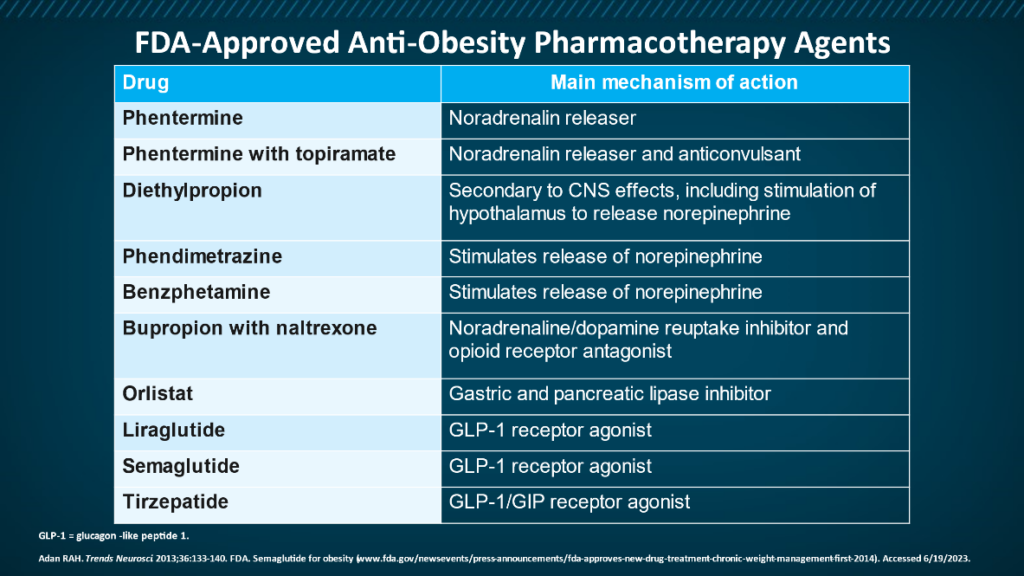 FDA-Approved Anti-Obesity Pharmacotherapy Agents
Drug Main mechanism of action
Phentermine Noradrenalin releaser
Phentermine with topiramate Noradrenalin releaser and anticonvulsant
Diethylpropion Secondary to CNS effects, including stimulation of
hypothalamus to release norepinephrine
Phendimetrazine Stimulates release of norepinephrine
Benzphetamine Stimulates release of norepinephrine
Bupropion with naltrexone Noradrenaline/dopamine reuptake inhibitor and
opioid receptor antagonist
Orlistat Gastric and pancreatic lipase inhibitor
Liraglutide GLP-1 receptor agonist
Semaglutide GLP-1 receptor agonist
Tirzepatide GLP-1/GIP receptor agonist
GLP-1 = glucagon -like peptide 1.
Adan RAH. Trends Neurosci. 2013;36:133-140. FDA. Semaglutide for obesity (www.fda.gov/newsevents/press-announcements/fda-approves-new-drug-treatment-chronic-weight-management-first-2014). Accessed 6/19/2023.